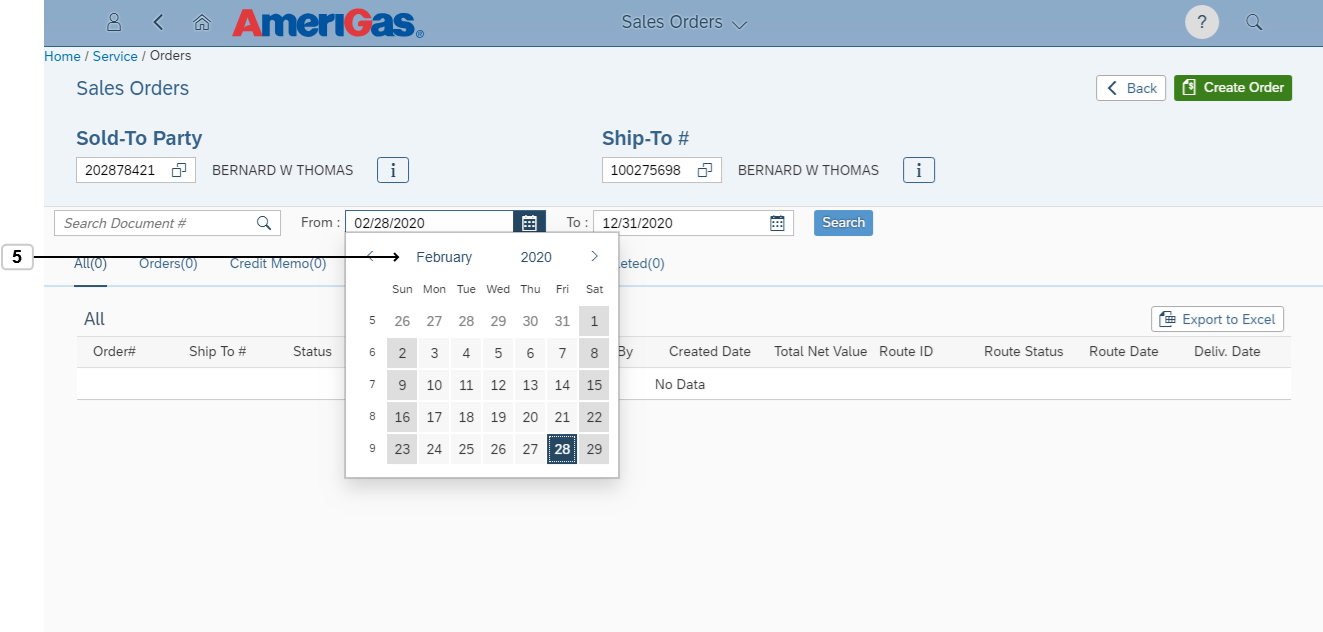 AmeriGas®
Sales Orders
?
Home / Service / Orders
Sales Orders
Back
Create Order
Sold-To Party
Ship-To #
202878421
BERNARD W THOMAS
i
100275698
BERNARD W THOMAS
i
Search Document #
From :
02/28/2020
To :
12/31/2020
Search
5
All(0)
Orders(0)
Credit Memo(0)
leted(0)
February 2020
Sun Mon Tue Wed Thu Fri Sat
5 26 27 28 29 30 31 1
6 2 3 4 5 6 7 8
7 9 10 11 12 13 14 15
8 16 17 18 19 20 21 22
9 23 24 25 26 27 28 29
All
Export to Excel
Order# Ship To # Status By Created Date Total Net Value Route ID Route Status Route Date Deliv. Date
No Data